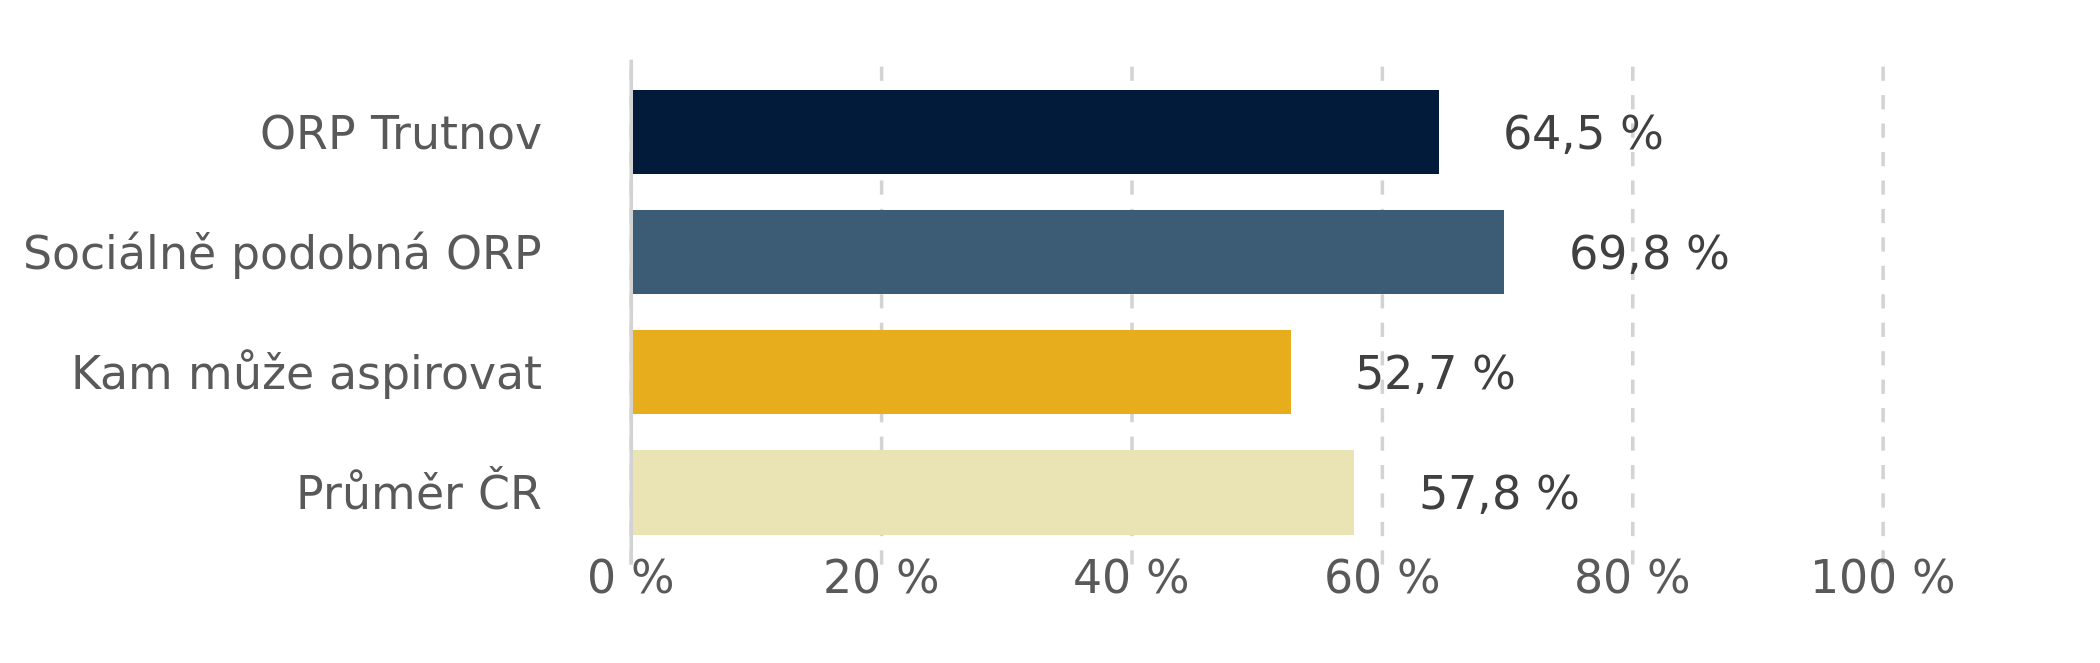 ORP Trutnov 64,5 %
Sociálně podobná ORP 69,8 %
Kam může aspirovat 52,7 %
Průměr ČR 57,8 %
0 % 20 % 40 % 60 % 80 % 100 %